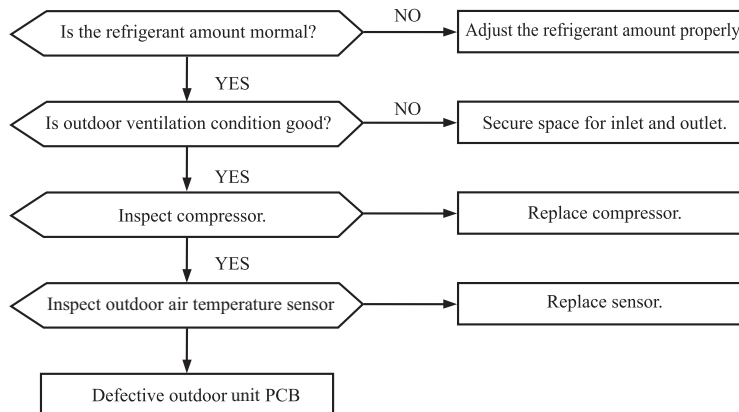 Is the refrigerant amount mormal?
NO
Adjust the refrigerant amount properly
YES
Is outdoor ventilation condition good?
NO
Secure space for inlet and outlet.
YES
Inspect compressor.
Replace compressor.
YES
Inspect outdoor air temperature sensor
Replace sensor.
Defective outdoor unit PCB